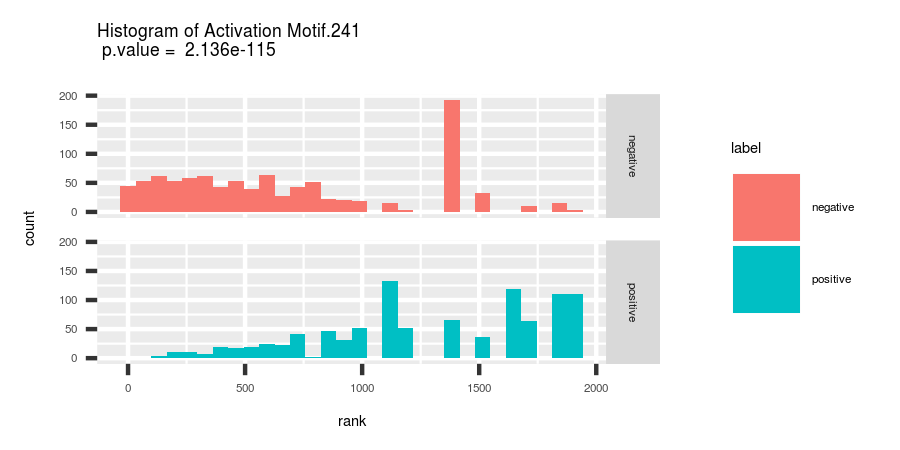 Histogram of Activation Motif.241
p.value =  2.136e-115
count
200
150
100
50
0
negative
200
150
100
50
0
positive
0
500
1000
1500
2000
rank
label
negative
positive